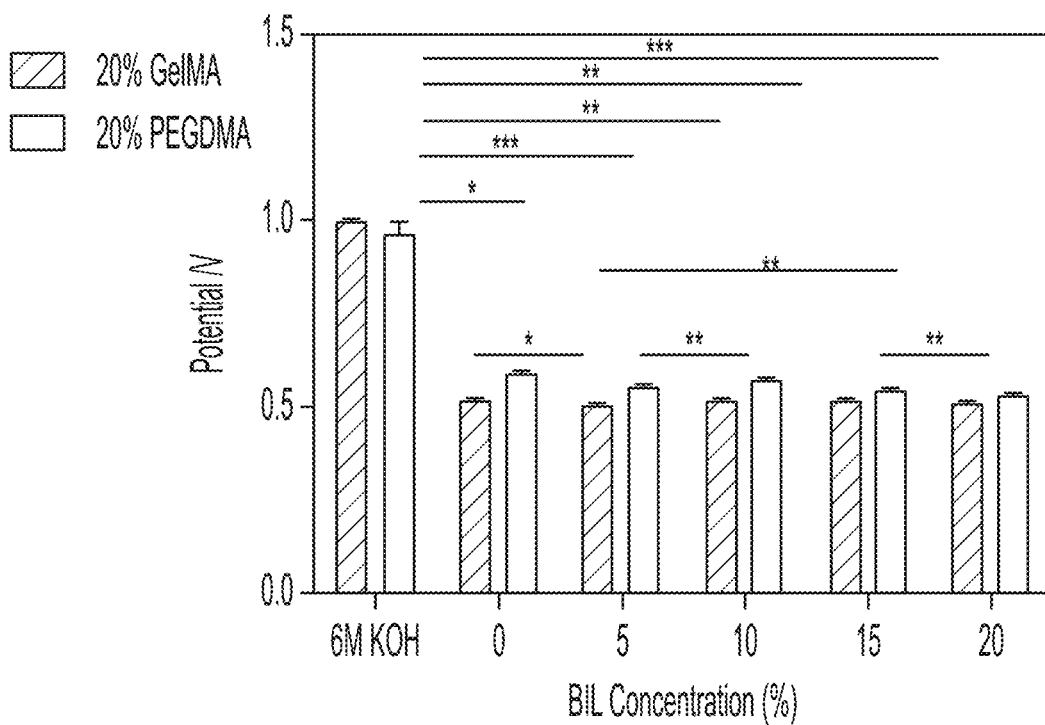 20% GelMA
20% PEGDMA
Potential /V
1.5
1.0
0.5
0.0
***
**
**
***
*
**
*
**
**
6M KOH 0 5 10 15 20
BIL Concentration (%)